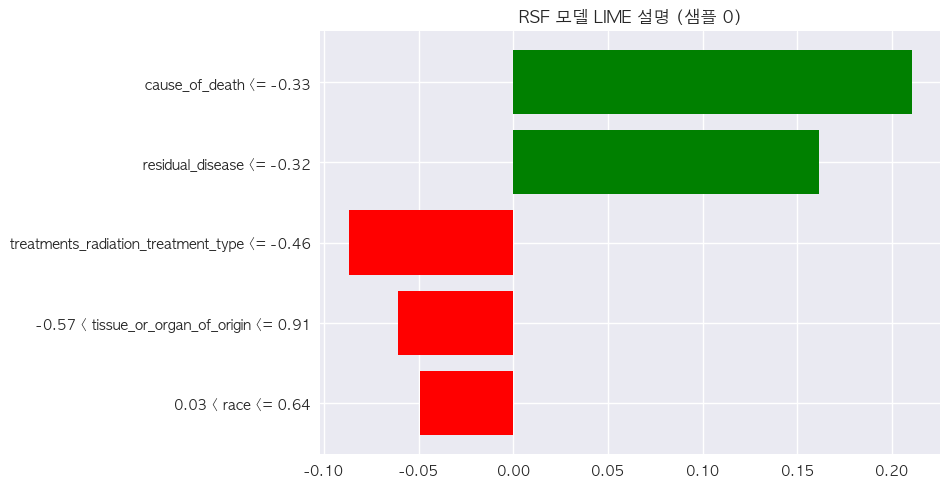 RSF 모델 LIME 설명 (샘플 0)
cause_of_death <= -0.33
residual_disease <= -0.32
treatments_radiation_treatment_type <= -0.46
-0.57 < tissue_or_organ_of_origin <= 0.91
0.03 < race <= 0.64
-0.10 -0.05 0.00 0.05 0.10 0.15 0.20